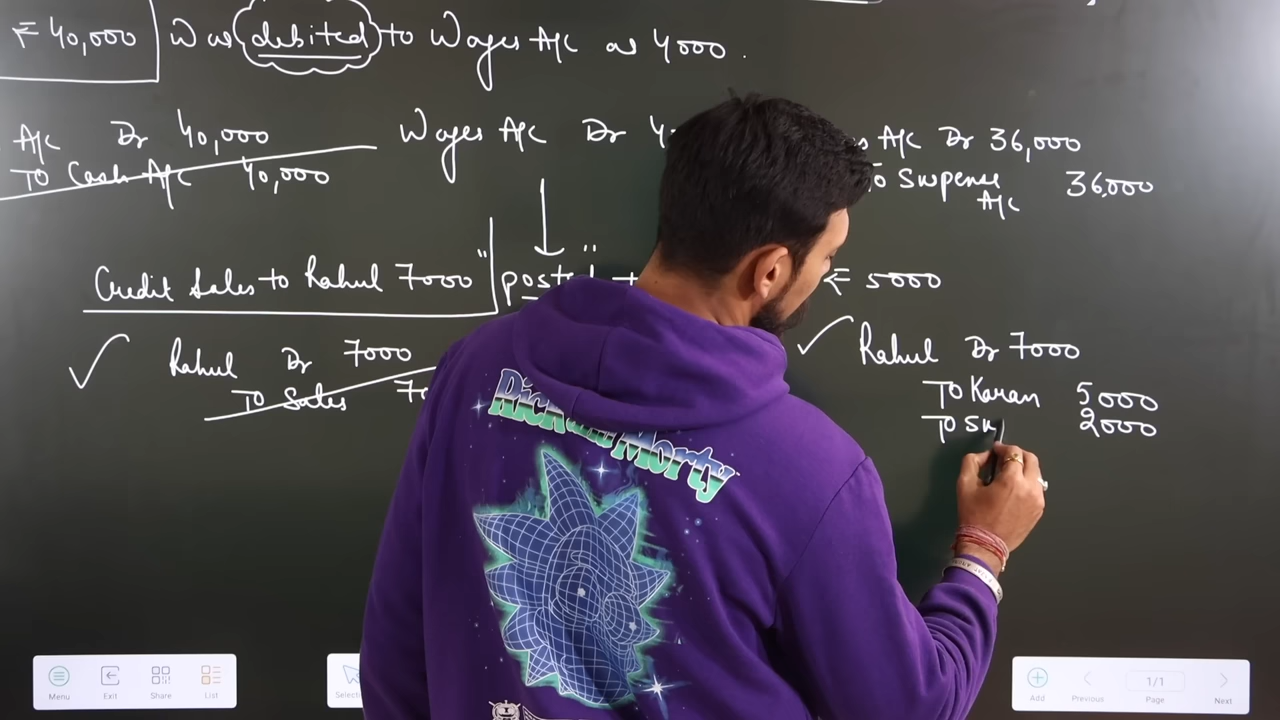 ₹40,000 Was debited to Wages A/c as 4000.
A/c Dr 40,000 Wages A/c Dr A/c Dr 36,000
To Cash A/c 40,000 To Suspense A/c 36,000
Credit Sales to Rahul 7000" posted ₹ 5000
Rahul Dr 7000 Rahul Dr 7000
To Sales To Karan 5000
To Su 2000
Rick and Morty
Menu Exit Share List Add Previous 1/1 Page Next